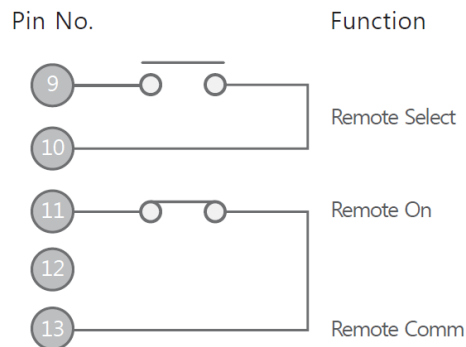 Pin No. Function
9
Remote Select
10
11 Remote On
12
13 Remote Comm